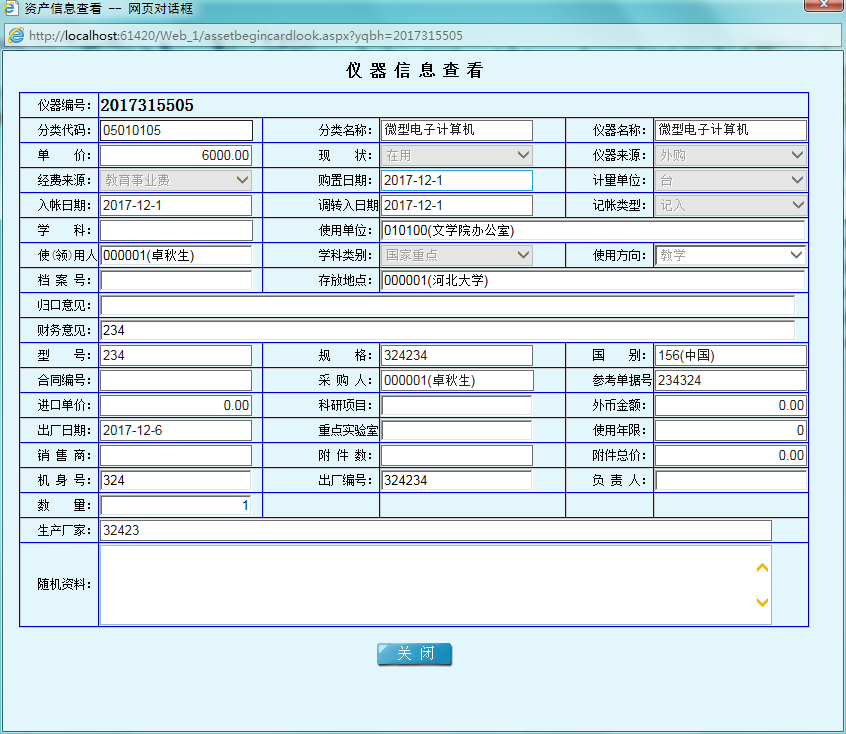 资产信息查看 -- 网页对话框
http://localhost:61420/Web_1/assetbegincardlook.aspx?yqbh=2017315505
仪 器 信 息 查 看
仪器编号: 2017315505
分类代码: 05010105 分类名称: 微型电子计算机 仪器名称: 微型电子计算机
单 价: 6000.00 现 状: 在用 仪器来源: 外购
经费来源: 教育事业费 购置日期: 2017-12-1 计量单位: 台
入帐日期: 2017-12-1 调转入日期 2017-12-1 记帐类型: 记入
学 科: 使用单位: 010100(文学院办公室)
使(领)用人 000001(卓秋生) 学科类别: 国家重点 使用方向: 教学
档 案 号: 存放地点: 000001(河北大学)
归口意见:
财务意见: 234
型 号: 234 规 格: 324234 国 别: 156(中国)
合同编号: 采 购 人: 000001(卓秋生) 参考单据号 234324
进口单价: 0.00 科研项目: 外币金额: 0.00
出厂日期: 2017-12-6 重点实验室 使用年限: 0
销 售 商: 附 件 数: 附件总价: 0.00
机 身 号: 324 出厂编号: 324234 负 责 人:
数 量: 1
生产厂家: 32423
随机资料:
关 闭